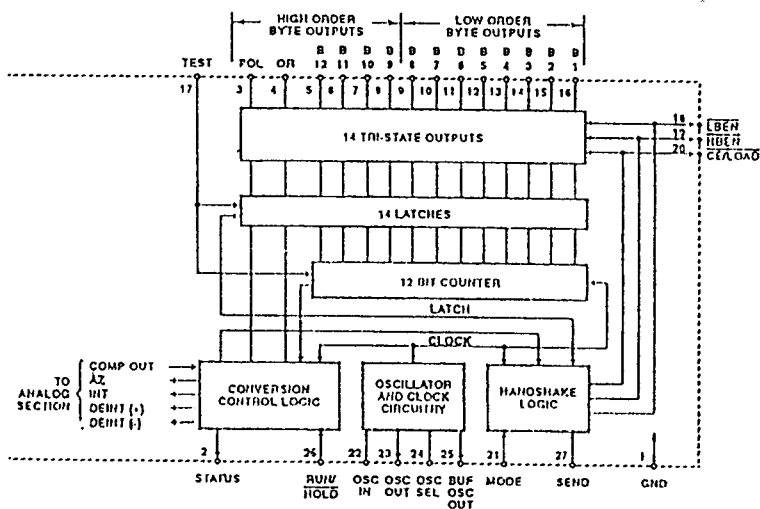 HIGH ORDER BYTE OUTPUTS
LOW ORDER BYTE OUTPUTS
TEST POL OR B 12 B 11 B 10 B 9 B 8 B 7 B 6 B 5 B 4 B 3 B 2 B 1
17 3 4 5 6 7 8 9 10 11 12 13 14 15 16
14 TRI-STATE OUTPUTS
18 LBEN
19 HBEN
20 CE/LOAD
14 LATCHES
12 BIT COUNTER
LATCH
CLOCK
TO ANALOG SECTION
COMP OUT
AZ
INT
DEINT (+)
DEINT (-)
CONVERSION CONTROL LOGIC
OSCILLATOR AND CLOCK CIRCUITRY
HANDSHAKE LOGIC
2 26 22 23 24 25 21 27 1
STATUS RUN/HOLD OSC IN OSC OUT OSC SEL BUF OSC OUT MODE SEND GND